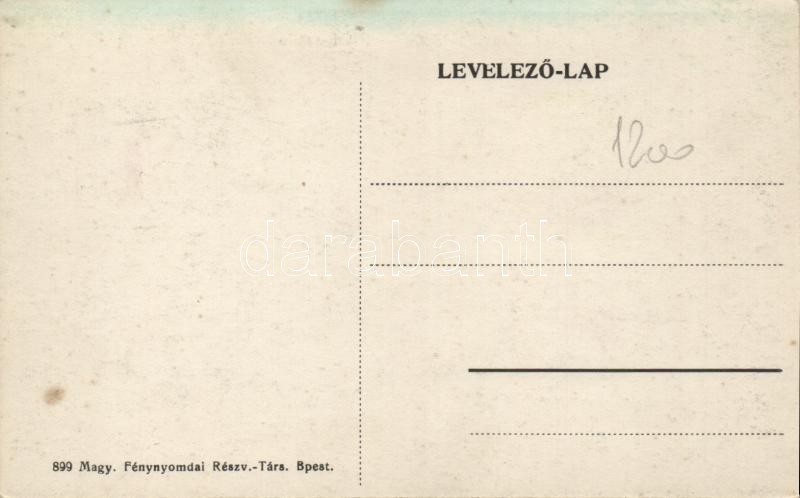 LEVELEZŐ-LAP
1200
darabanth
899 Magy. Fénynyomdai Részv.-Társ. Bpest.